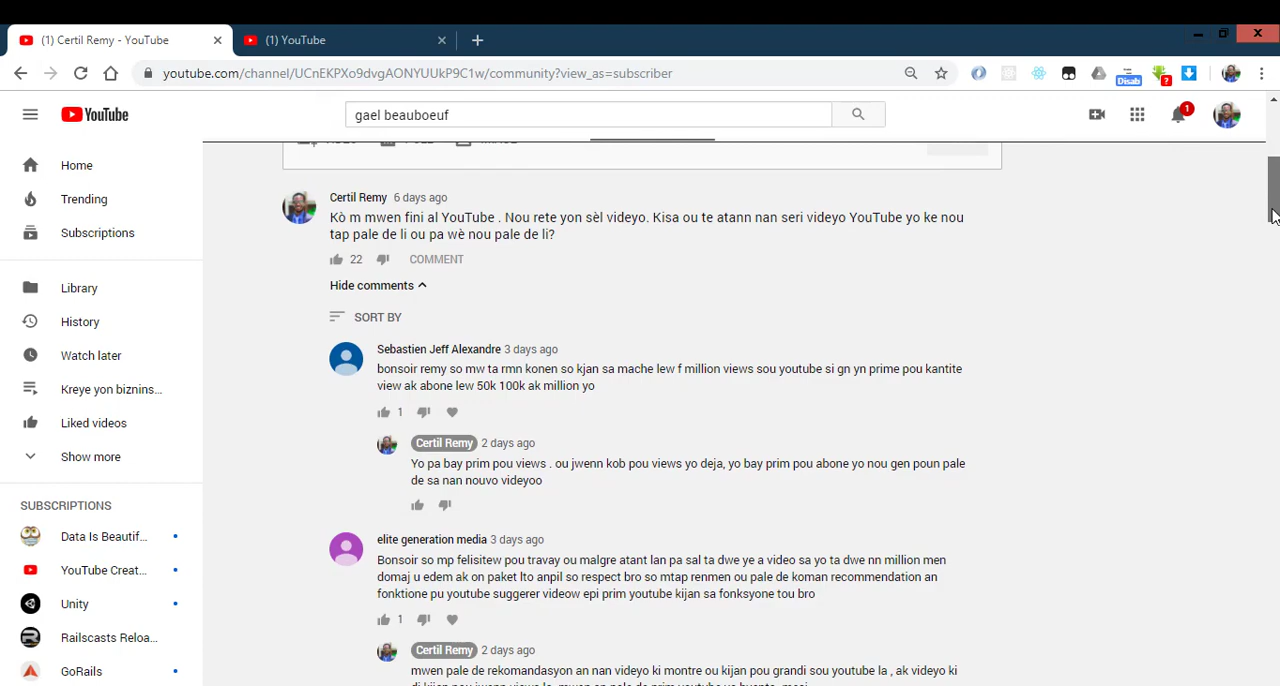 (1) Certil Remy - YouTube
(1) YouTube
youtube.com/channel/UCnEKPXo9dvgAONYUUkP9C1w/community?view_as=subscriber
Disab
?
YouTube
gael beauboeuf
1
Home
Trending
Subscriptions
Library
History
Watch later
Kreye yon biznins...
Liked videos
Show more
SUBSCRIPTIONS
Data Is Beautif...
YouTube Creat...
Unity
Railscasts Reloa...
GoRails
Certil Remy 6 days ago
Kò m mwen fini al YouTube . Nou rete yon sèl videyo. Kisa ou te atann nan seri videyo YouTube yo ke nou
tap pale de li ou pa wè nou pale de li?
22 COMMENT
Hide comments
SORT BY
Sebastien Jeff Alexandre 3 days ago
bonsoir remy so mw ta rmn konen so kjan sa mache lew f million views sou youtube si gn yn prime pou kantite
view ak abone lew 50k 100k ak million yo
1
Certil Remy 2 days ago
Yo pa bay prim pou views . ou jwenn kob pou views yo deja, yo bay prim pou abone yo nou gen poun pale
de sa nan nouvo videyoo
elite generation media 3 days ago
Bonsoir so mp felisitew pou travay ou malgre atant lan pa sal ta dwe ye a video sa yo ta dwe nn million men
domaj u edem ak on paket lto anpil so respect bro so mtap renmen ou pale de koman recommendation an
fonktione pu youtube suggerer videow epi prim youtube kijan sa fonksyone tou bro
1
Certil Remy 2 days ago
mwen pale de rekomandasyon an nan videyo ki montre ou kijan pou grandi sou youtube la , ak videyo ki